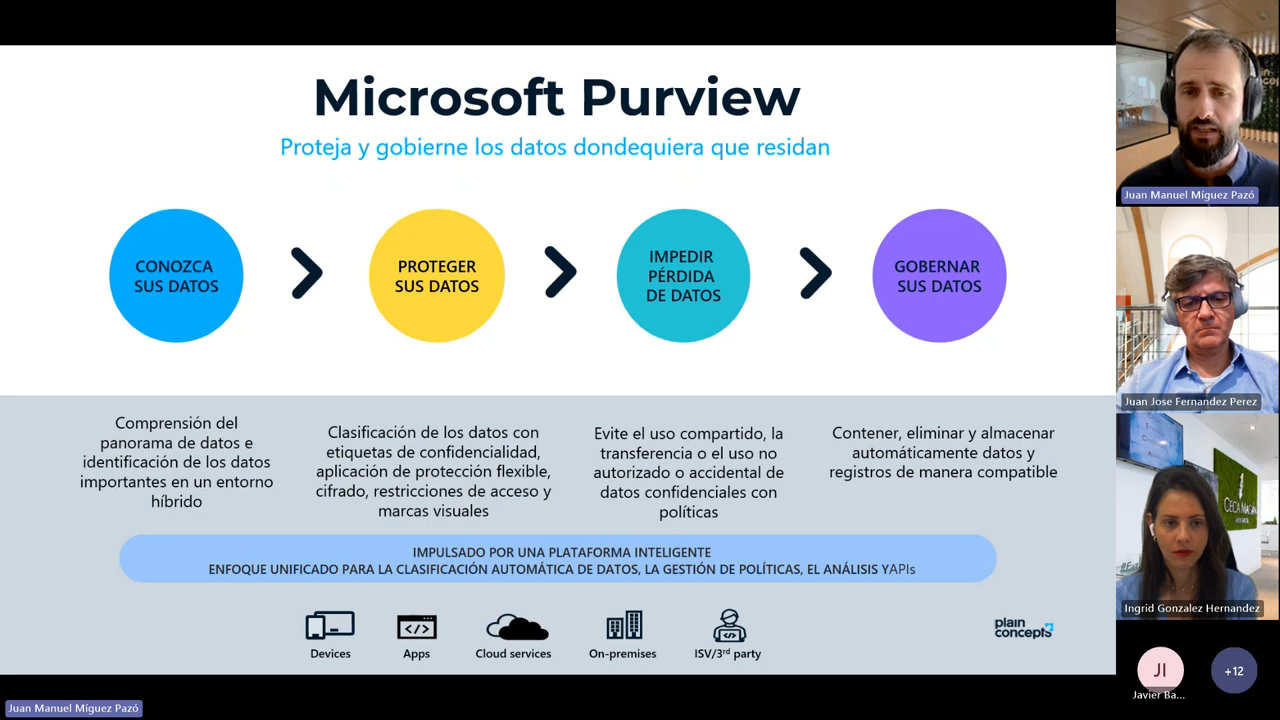 Microsoft Purview
Proteja y gobierne los datos dondequiera que residan
CONOZCA
SUS DATOS
PROTEGER
SUS DATOS
IMPEDIR
PÉRDIDA
DE DATOS
GOBERNAR
SUS DATOS
Comprensión del
panorama de datos e
identificación de los datos
importantes en un entorno
híbrido
Clasificación de los datos con
etiquetas de confidencialidad,
aplicación de protección flexible,
cifrado, restricciones de acceso y
marcas visuales
Evite el uso compartido, la
transferencia o el uso no
autorizado o accidental de
datos confidenciales con
políticas
Contener, eliminar y almacenar
automáticamente datos y
registros de manera compatible
IMPULSADO POR UNA PLATAFORMA INTELIGENTE
ENFOQUE UNIFICADO PARA LA CLASIFICACIÓN AUTOMÁTICA DE DATOS, LA GESTIÓN DE POLÍTICAS, EL ANÁLISIS YAPIs
Devices
Apps
Cloud services
On-premises
ISV/3rd party
plain
concepts
Juan Manuel Míguez Pazó
Juan Manuel Míguez Pazó
Juan Jose Fernandez Perez
CECA MAGÁN
Ingrid Gonzalez Hernandez
JI
Javier Ba...
+12